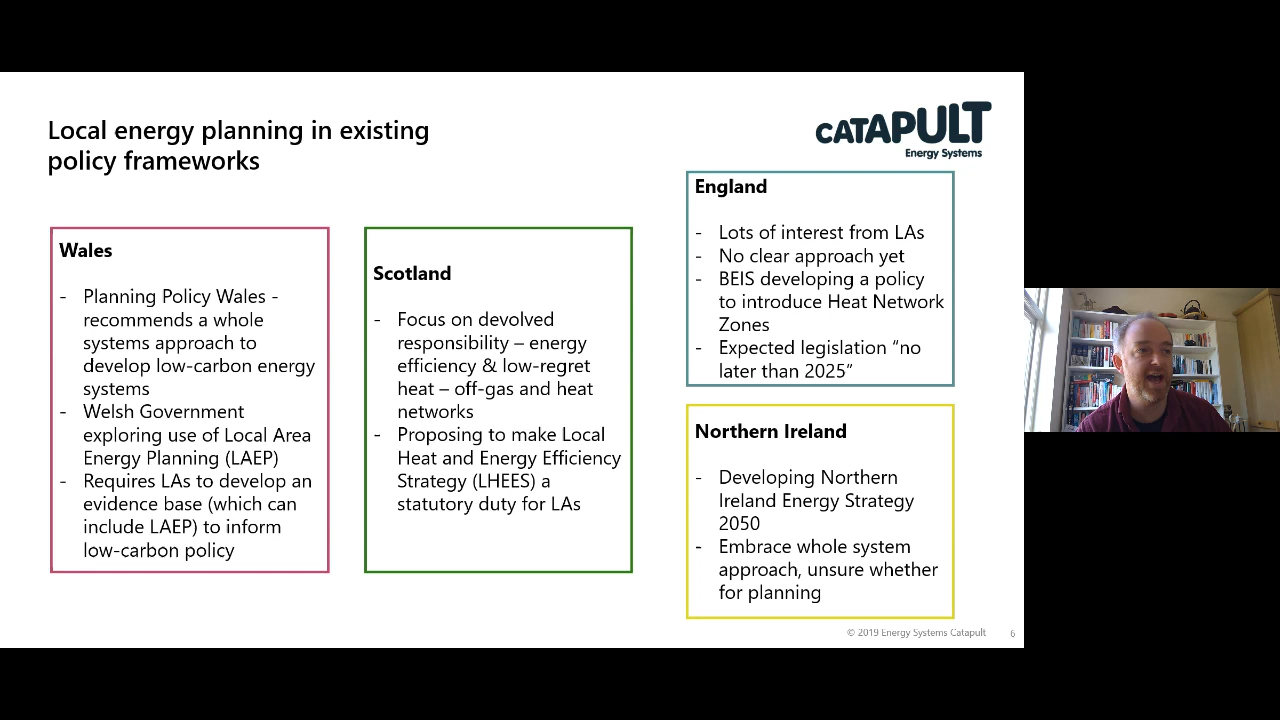 Local energy planning in existing
policy frameworks
CATAPULT
Energy Systems
Wales
- Planning Policy Wales -
recommends a whole
systems approach to
develop low-carbon energy
systems
- Welsh Government
exploring use of Local Area
Energy Planning (LAEP)
- Requires LAs to develop an
evidence base (which can
include LAEP) to inform
low-carbon policy
Scotland
- Focus on devolved
responsibility – energy
efficiency & low-regret
heat – off-gas and heat
networks
- Proposing to make Local
Heat and Energy Efficiency
Strategy (LHEES) a
statutory duty for LAs
England
- Lots of interest from LAs
- No clear approach yet
- BEIS developing a policy
to introduce Heat Network
Zones
- Expected legislation “no
later than 2025”
Northern Ireland
- Developing Northern
Ireland Energy Strategy
2050
- Embrace whole system
approach, unsure whether
for planning
© 2019 Energy Systems Catapult
6